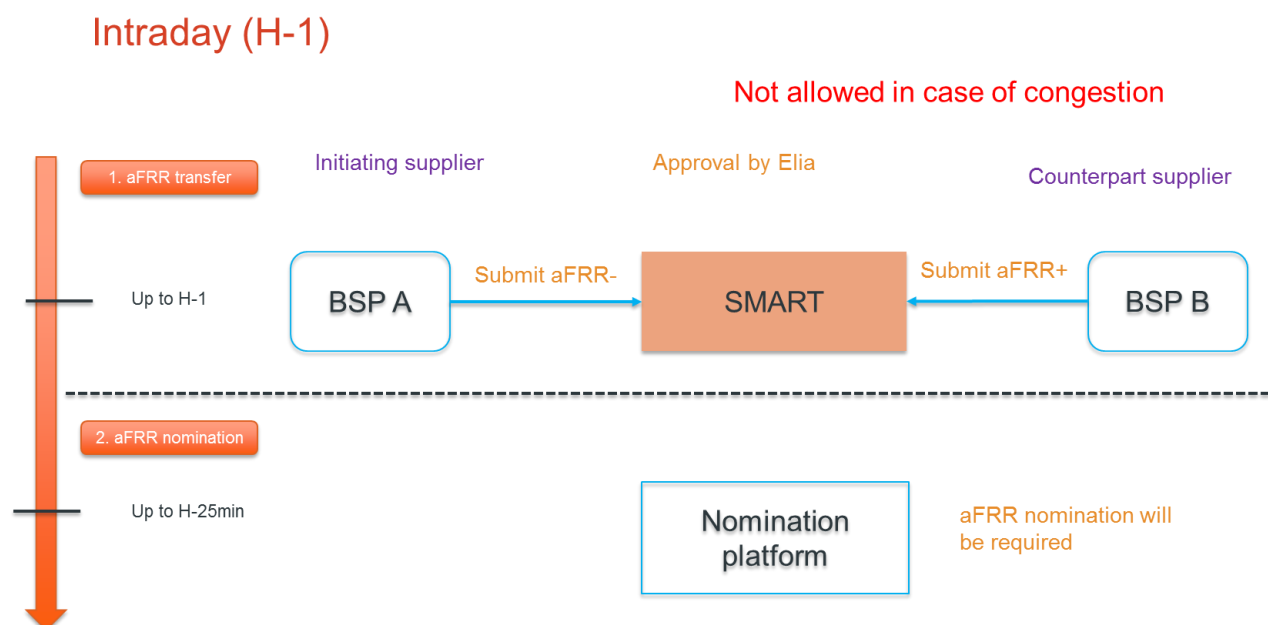 Intraday (H-1)
Not allowed in case of congestion
1. aFRR transfer
Initiating supplier
Approval by Elia
Counterpart supplier
Up to H-1
BSP A
Submit aFRR-
SMART
Submit aFRR+
BSP B
2. aFRR nomination
Up to H-25min
Nomination
platform
aFRR nomination will
be required